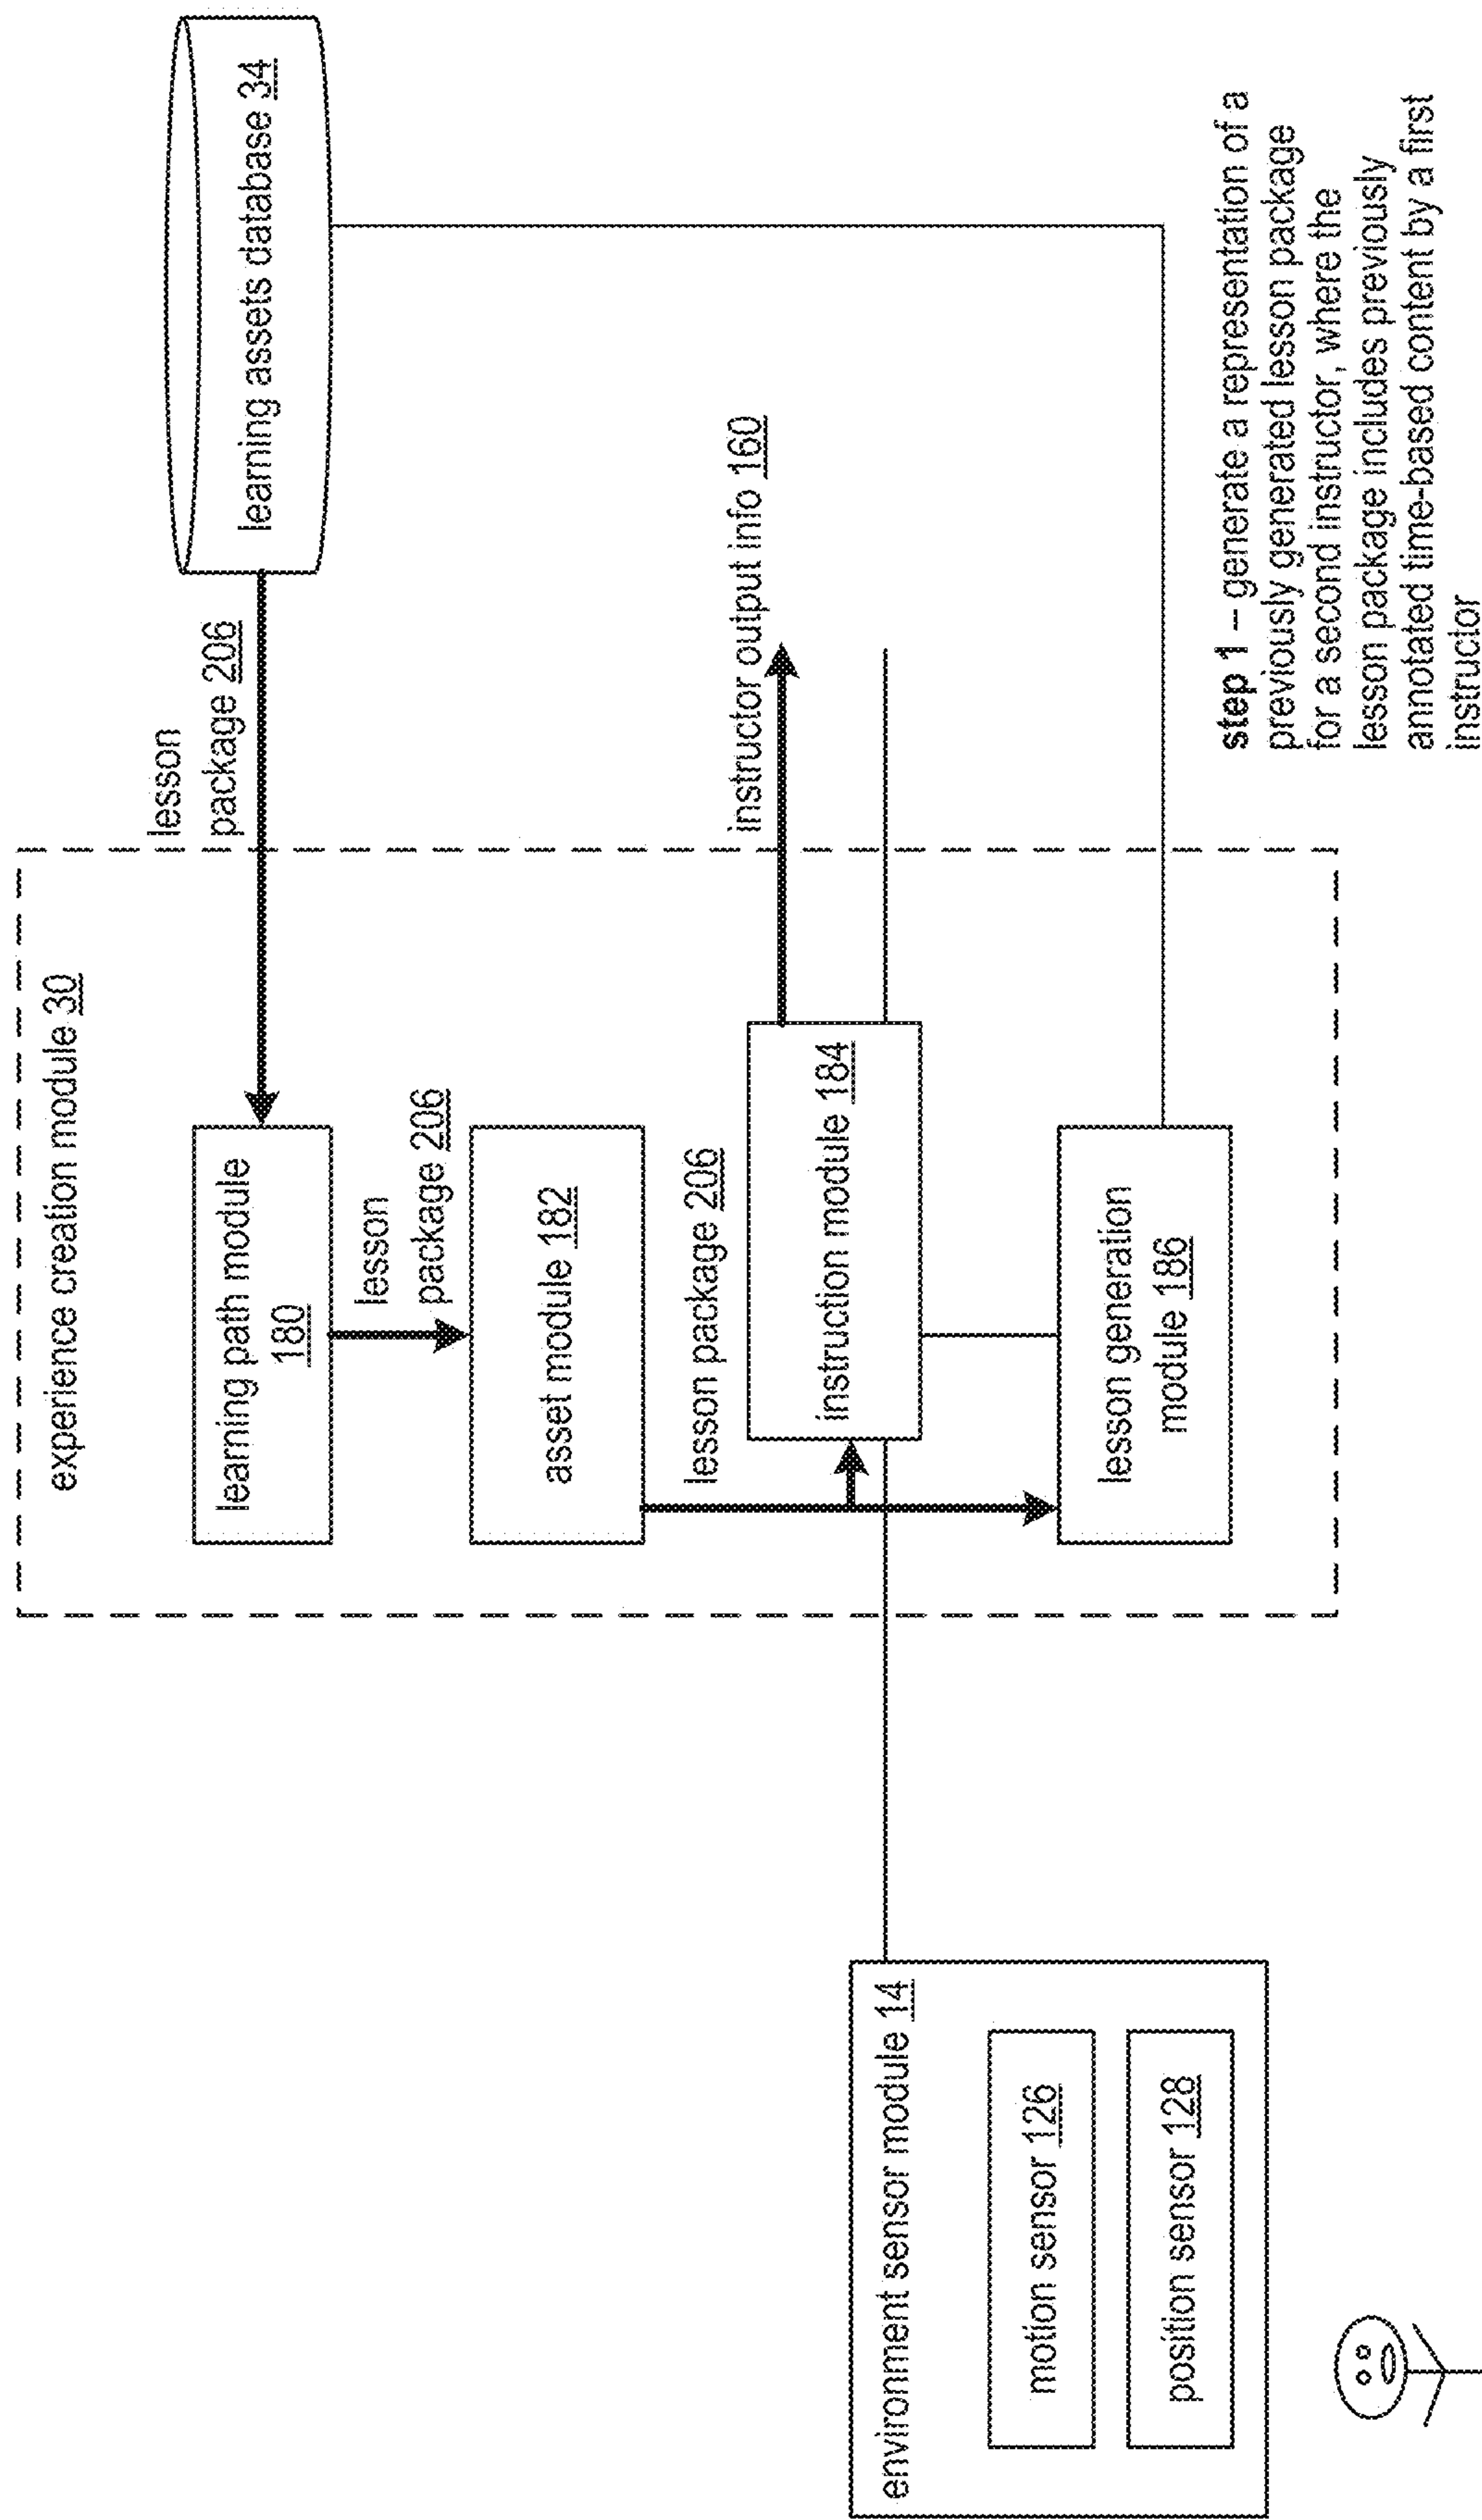 experience creation module 30
learning path module
180
lesson
package 206
learning assets database 34
lesson
package 206
asset module 182
lesson package 206
instruction module 184
instructor output info 160
lesson generation
module 186
environment sensor module 14
motion sensor 126
position sensor 128
step 1 – generate a representation of a
previously generated lesson package
for a second instructor, where the
lesson package includes previously
annotated time-based content by a first
instructor